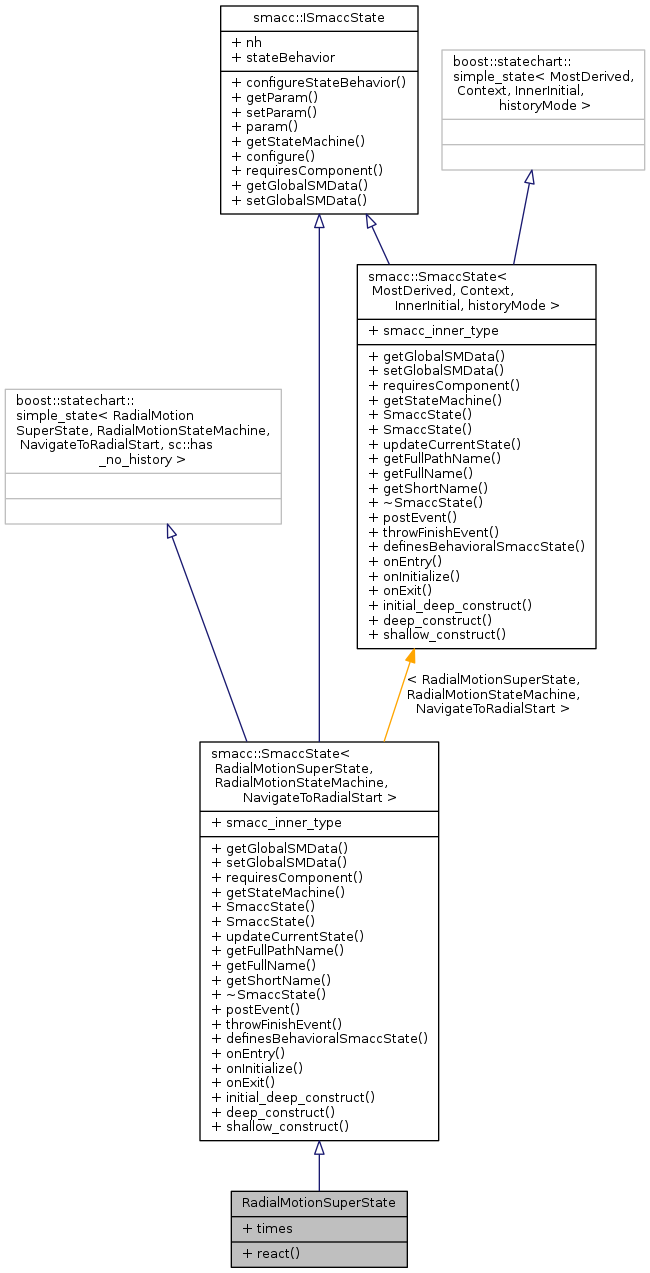 smacc::ISmaccState
+ nh
+ stateBehavior
+ configureStateBehavior()
+ getParam()
+ setParam()
+ param()
+ getStateMachine()
+ configure()
+ requiresComponent()
+ getGlobalSMData()
+ setGlobalSMData()
boost::statechart::
simple_state< MostDerived,
Context, InnerInitial,
historyMode >
smacc::SmaccState<
MostDerived, Context,
InnerInitial, historyMode >
+ smacc_inner_type
+ getGlobalSMData()
+ setGlobalSMData()
+ requiresComponent()
+ getStateMachine()
+ SmaccState()
+ SmaccState()
+ updateCurrentState()
+ getFullPathName()
+ getFullName()
+ getShortName()
+ ~SmaccState()
+ postEvent()
+ throwFinishEvent()
+ definesBehavioralSmaccState()
+ onEntry()
+ onInitialize()
+ onExit()
+ initial_deep_construct()
+ deep_construct()
+ shallow_construct()
boost::statechart::
simple_state< RadialMotion
SuperState, RadialMotionStateMachine,
NavigateToRadialStart, sc::has
_no_history >
< RadialMotionSuperState,
RadialMotionStateMachine,
NavigateToRadialStart >
smacc::SmaccState<
RadialMotionSuperState,
RadialMotionStateMachine,
NavigateToRadialStart >
+ smacc_inner_type
+ getGlobalSMData()
+ setGlobalSMData()
+ requiresComponent()
+ getStateMachine()
+ SmaccState()
+ SmaccState()
+ updateCurrentState()
+ getFullPathName()
+ getFullName()
+ getShortName()
+ ~SmaccState()
+ postEvent()
+ throwFinishEvent()
+ definesBehavioralSmaccState()
+ onEntry()
+ onInitialize()
+ onExit()
+ initial_deep_construct()
+ deep_construct()
+ shallow_construct()
RadialMotionSuperState
+ times
+ react()